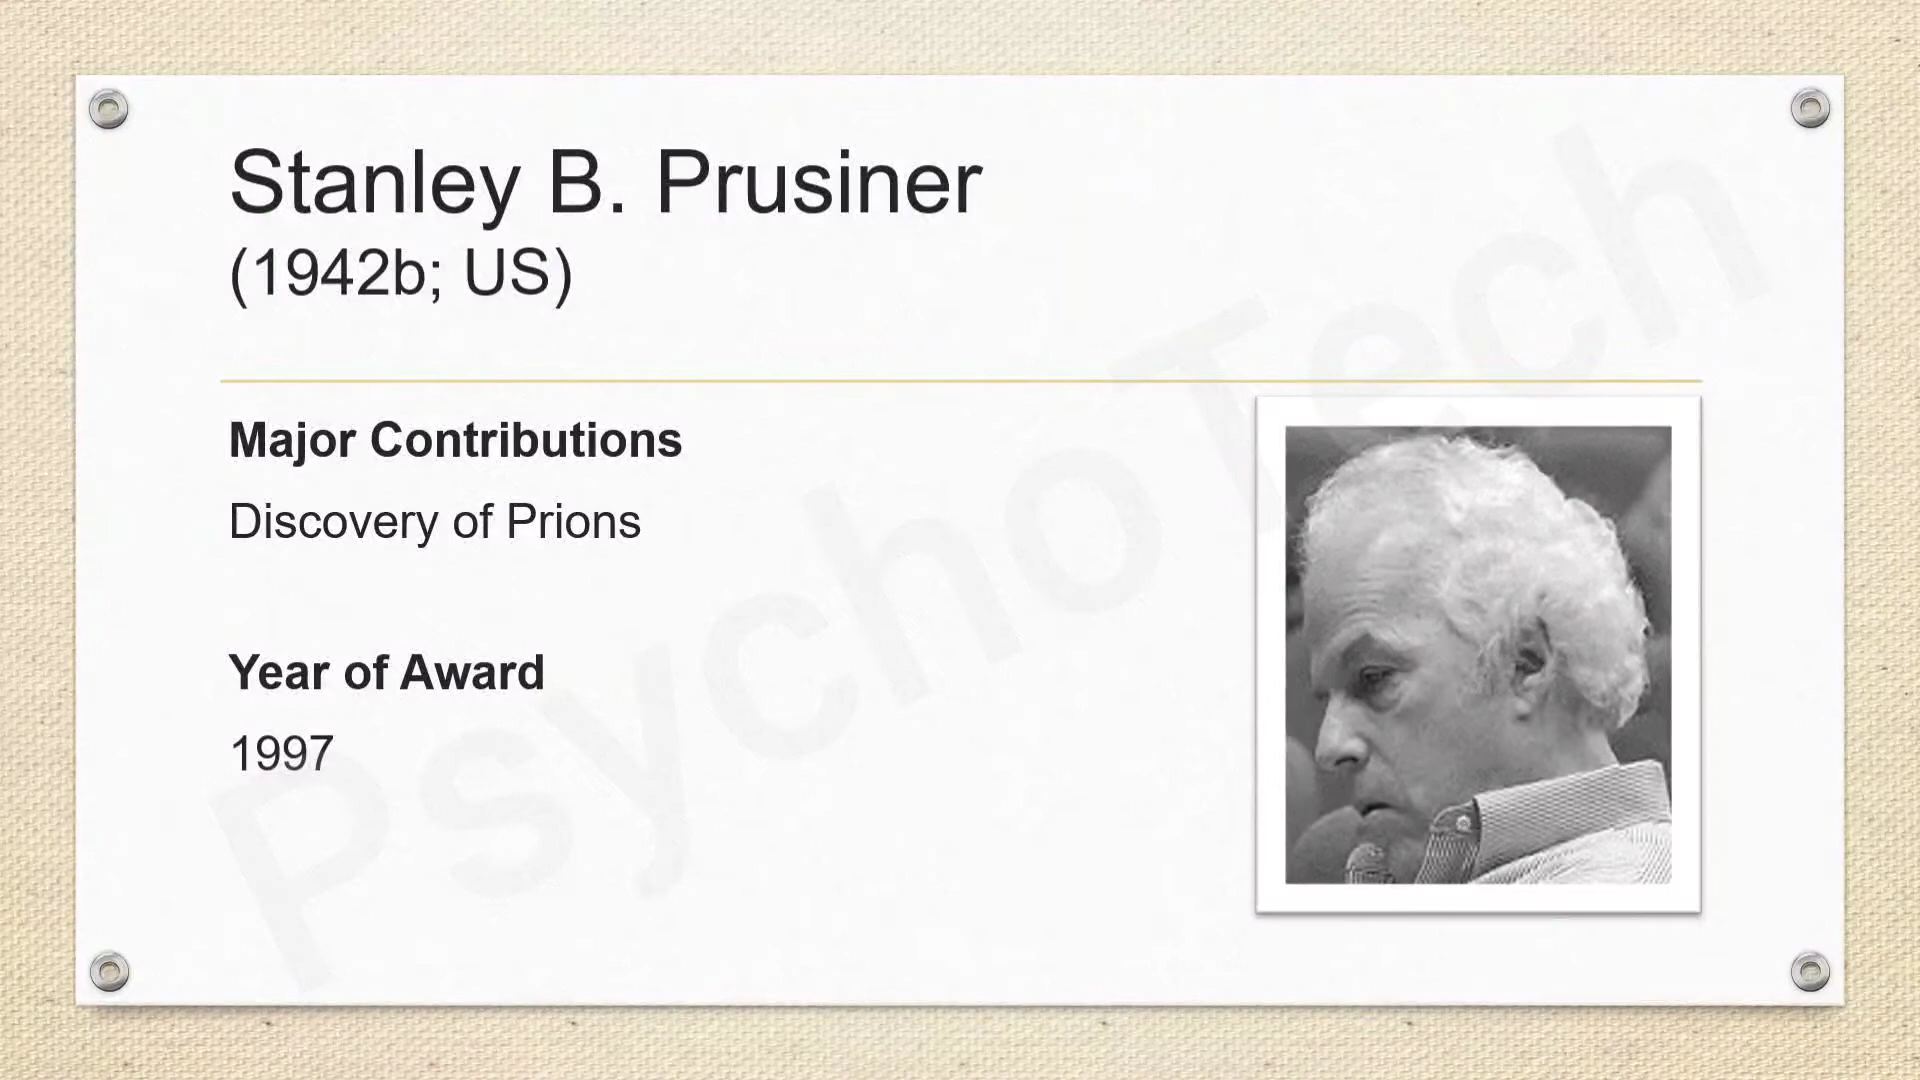 Stanley B. Prusiner
(1942b; US)
Major Contributions
Discovery of Prions
Year of Award
1997
PsychoTech